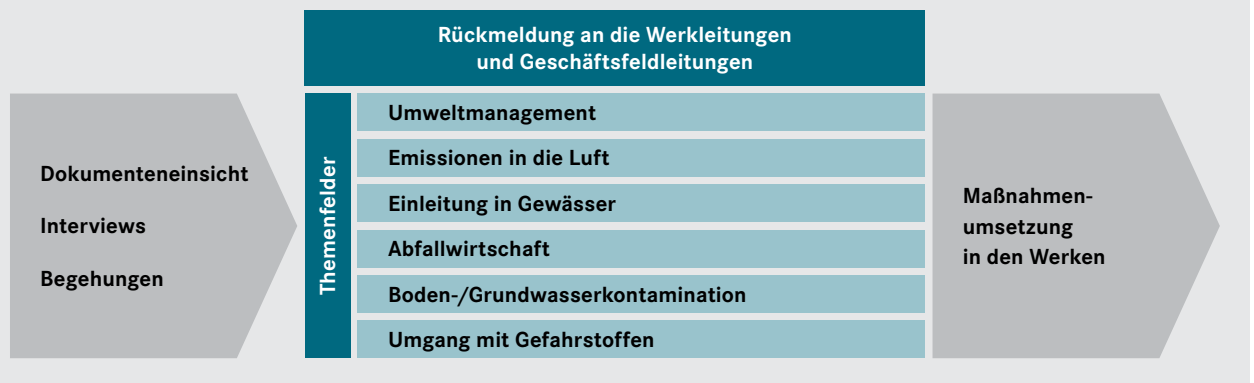 Rückmeldung an die Werkleitungen
und Geschäftsfeldleitungen
Dokumenteneinsicht
Interviews
Begehungen
Themenfelder
Umweltmanagement
Emissionen in die Luft
Einleitung in Gewässer
Abfallwirtschaft
Boden-/Grundwasserkontamination
Umgang mit Gefahrstoffen
Maßnahmen-
umsetzung
in den Werken